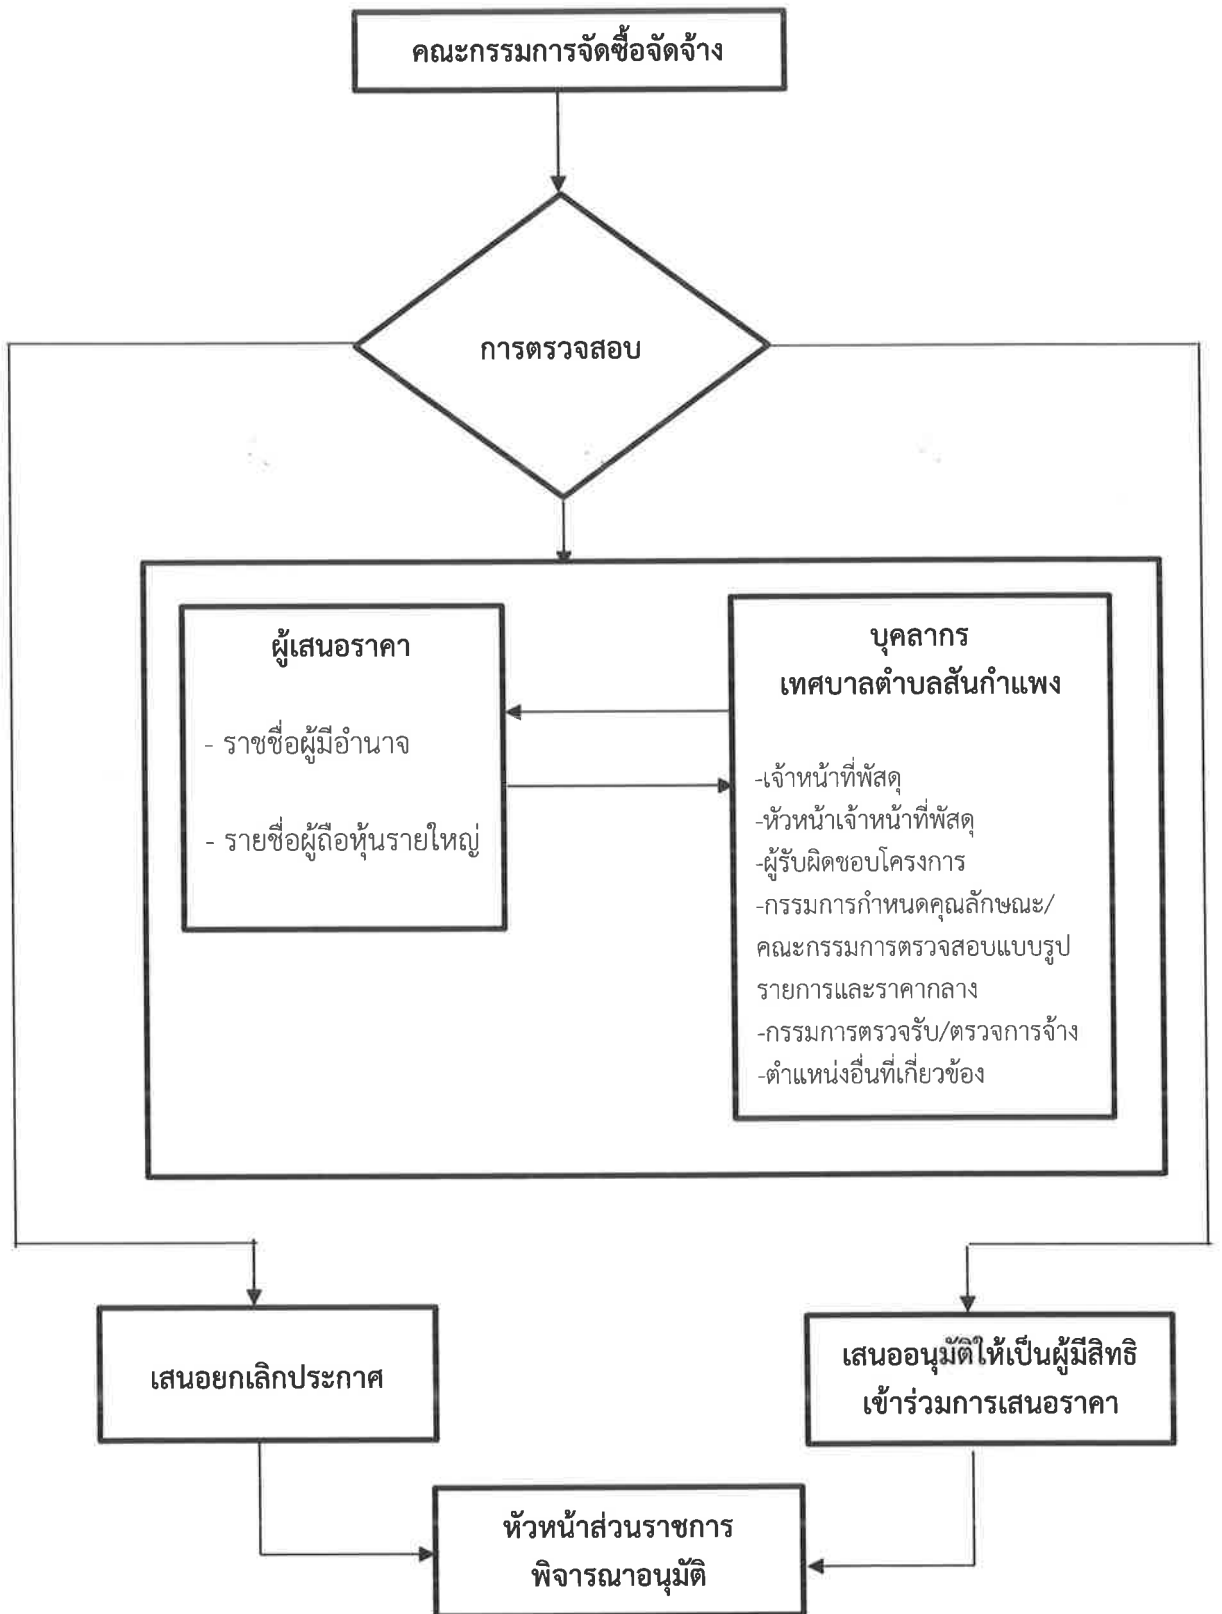 คณะกรรมการจัดซื้อจัดจ้าง
การตรวจสอบ
ผู้เสนอราคา
- ราชชื่อผู้มีอำนาจ
- รายชื่อผู้ถือหุ้นรายใหญ่
บุคลากร
เทศบาลตำบลสันกำแพง
-เจ้าหน้าที่พัสดุ
-หัวหน้าเจ้าหน้าที่พัสดุ
-ผู้รับผิดชอบโครงการ
-กรรมการกำหนดคุณลักษณะ/
คณะกรรมการตรวจสอบแบบรูป
รายการและราคากลาง
-กรรมการตรวจรับ/ตรวจการจ้าง
-ตำแหน่งอื่นที่เกี่ยวข้อง
เสนอยกเลิกประกาศ
เสนออนุมัติให้เป็นผู้มีสิทธิ
เข้าร่วมการเสนอราคา
หัวหน้าส่วนราชการ
พิจารณาอนุมัติ